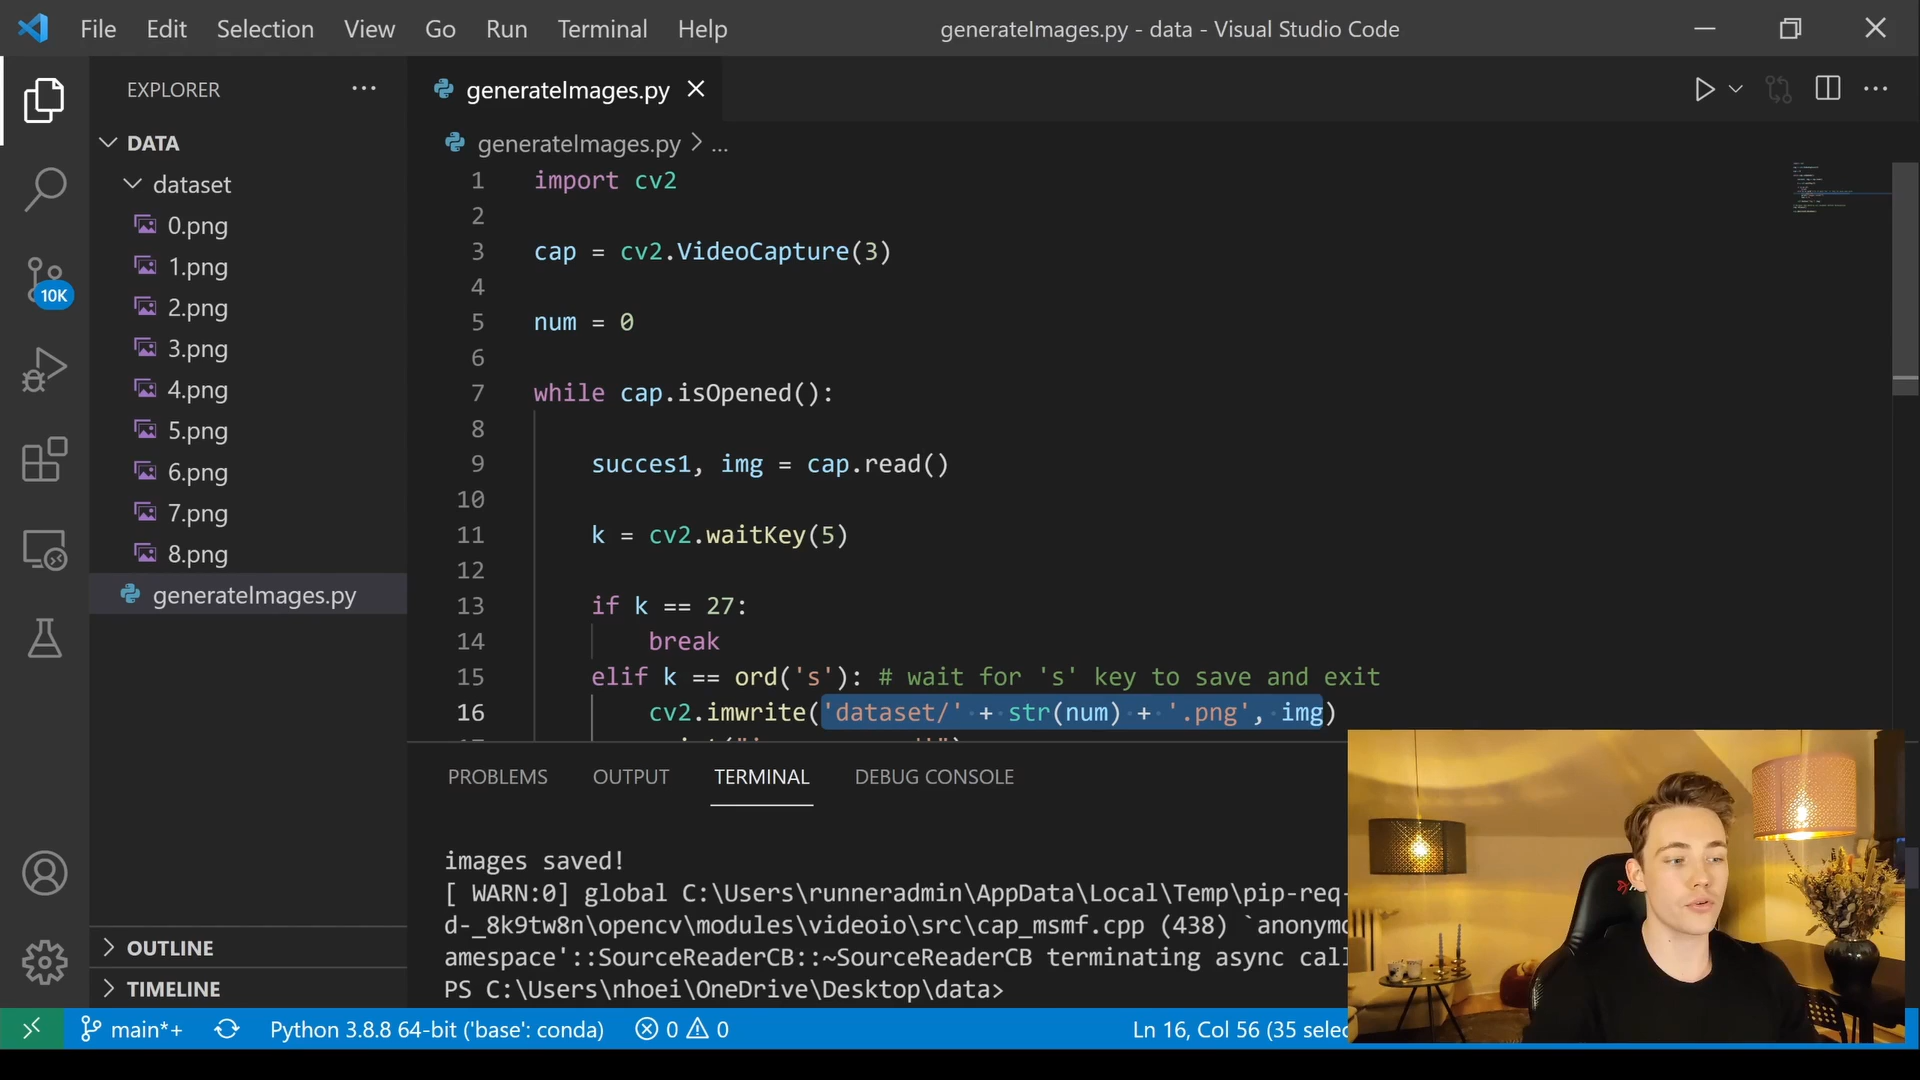 File Edit Selection View Go Run Terminal Help
generateImages.py - data - Visual Studio Code
EXPLORER
DATA
dataset
0.png
1.png
2.png
3.png
4.png
5.png
6.png
7.png
8.png
generateImages.py
OUTLINE
TIMELINE
10K
generateImages.py
generateImages.py > ...
1 import cv2
2
3 cap = cv2.VideoCapture(3)
4
5 num = 0
6
7 while cap.isOpened():
8
9 succes1, img = cap.read()
10
11 k = cv2.waitKey(5)
12
13 if k == 27:
14 break
15 elif k == ord('s'): # wait for 's' key to save and exit
16 cv2.imwrite('dataset/' + str(num) + '.png', img)
PROBLEMS OUTPUT TERMINAL DEBUG CONSOLE
images saved!
[ WARN:0] global C:\Users\runneradmin\AppData\Local\Temp\pip-req-
d-_8k9tw8n\opencv\modules\videoio\src\cap_msmf.cpp (438) `anonymo
amespace'::SourceReaderCB::~SourceReaderCB terminating async call
PS C:\Users\nhoei\OneDrive\Desktop\data>
main*+ Python 3.8.8 64-bit ('base': conda) 0 0 Ln 16, Col 56 (35 selec